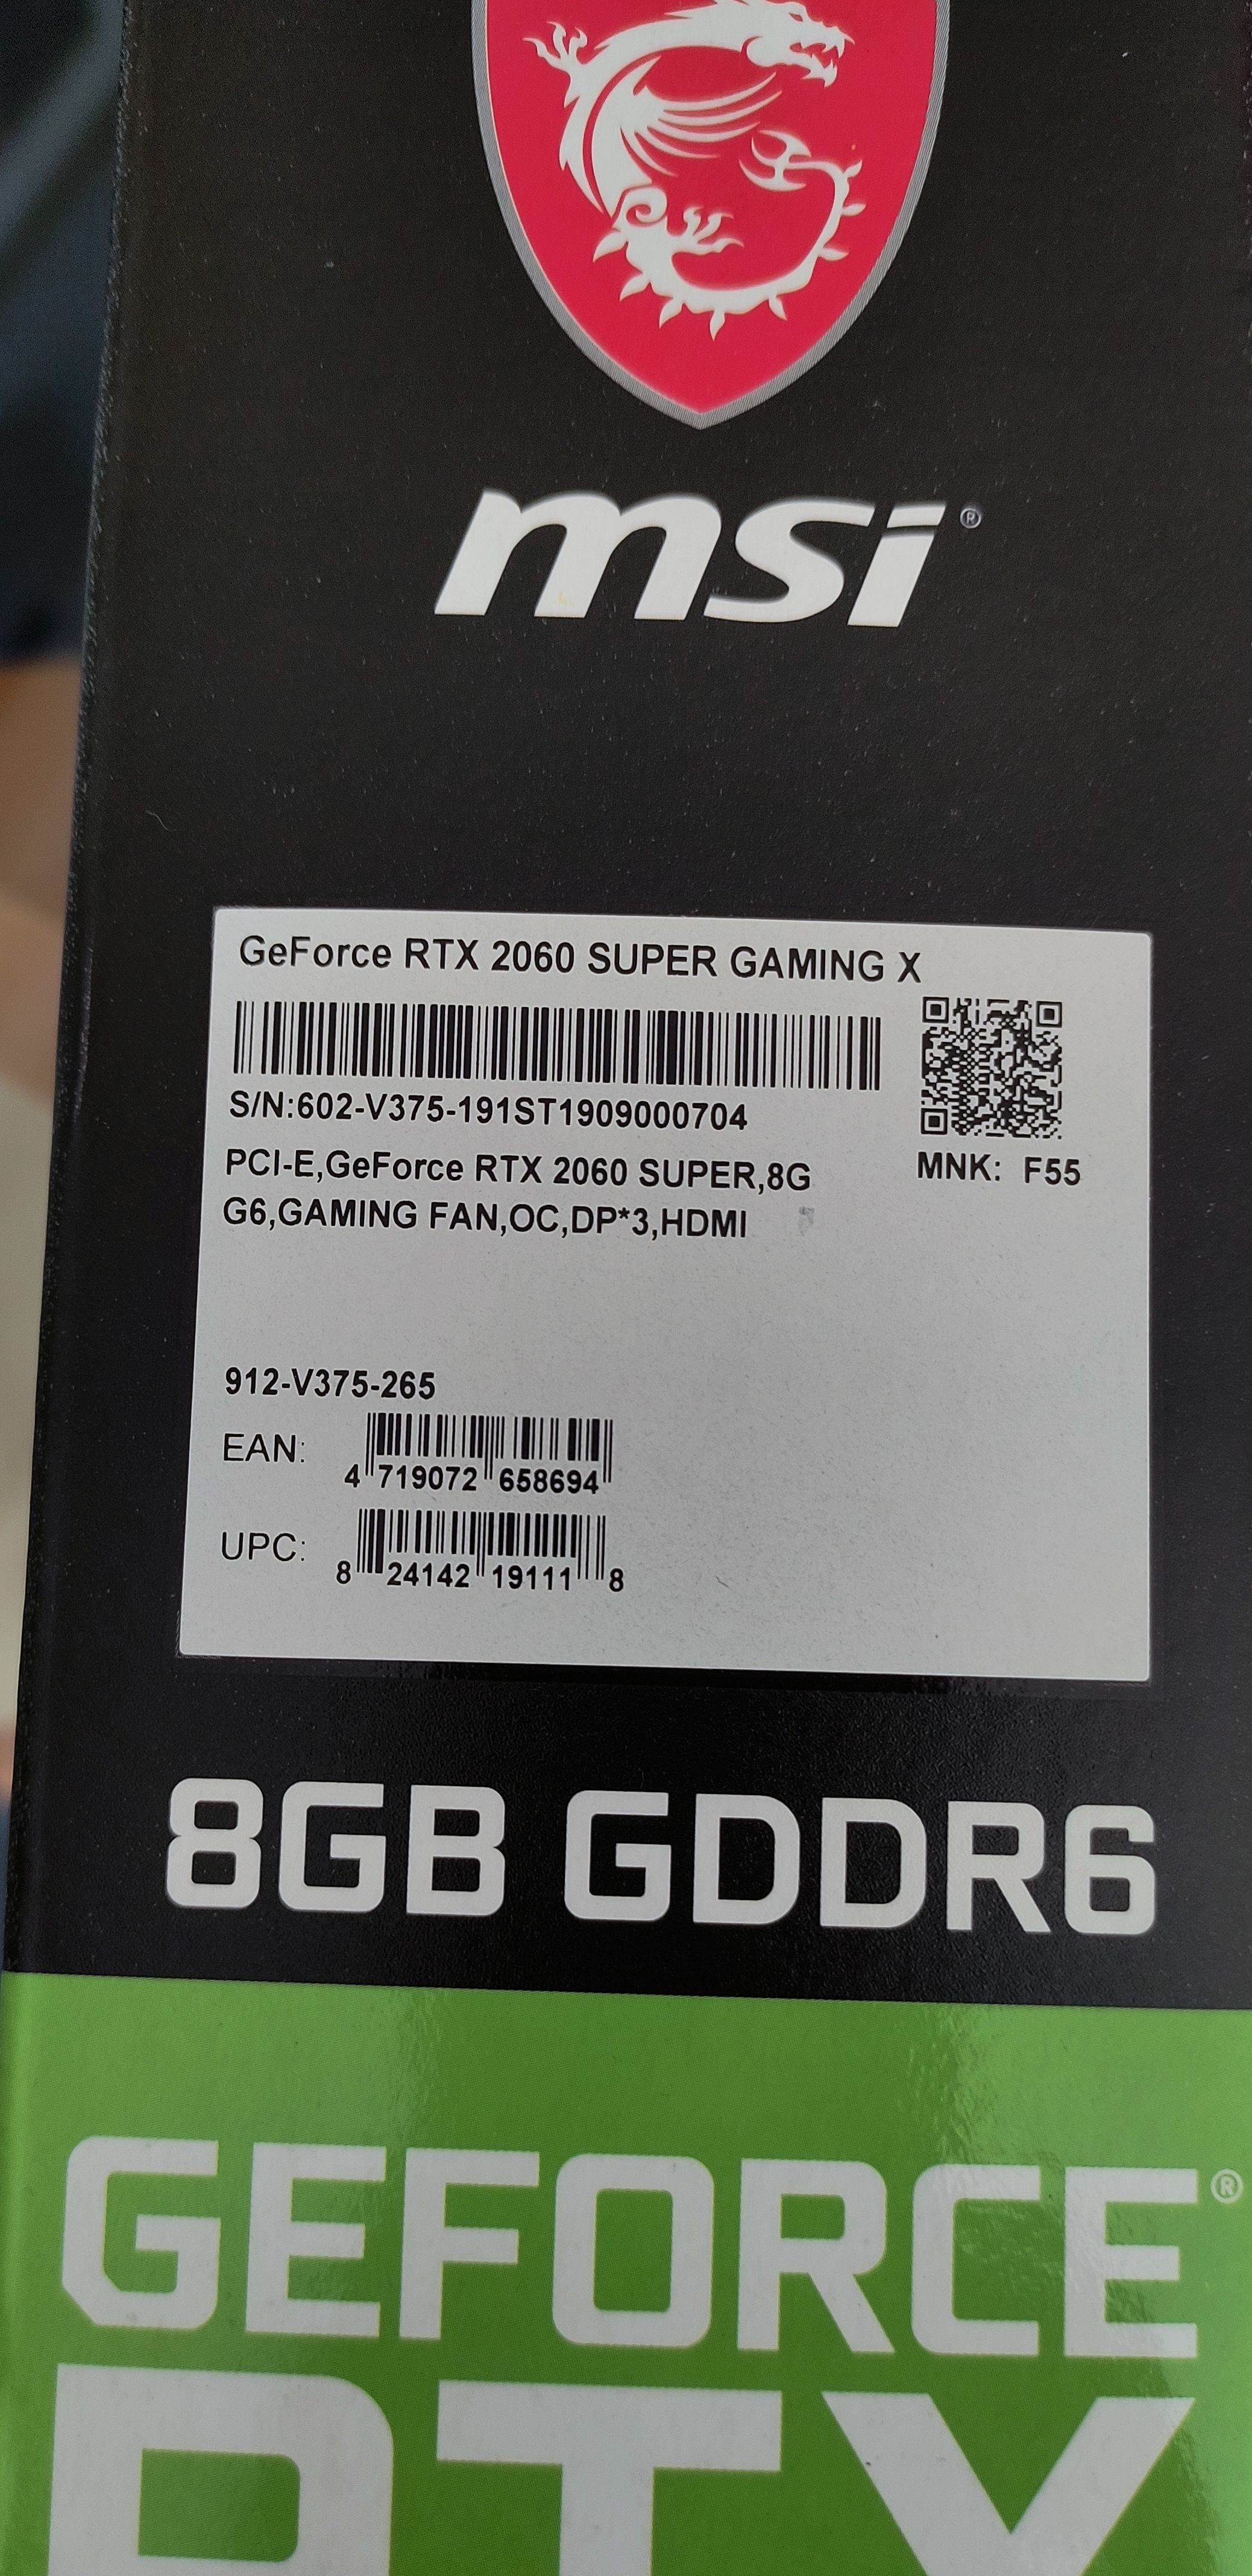 msi®
GeForce RTX 2060 SUPER GAMING X
S/N:602-V375-191ST1909000704
PCI-E,GeForce RTX 2060 SUPER,8G
G6,GAMING FAN,OC,DP*3,HDMI
MNK: F55
912-V375-265
EAN:
4 719072 658694
UPC:
8 24142 19111 8
8GB GDDR6
GEFORCE®
RTX